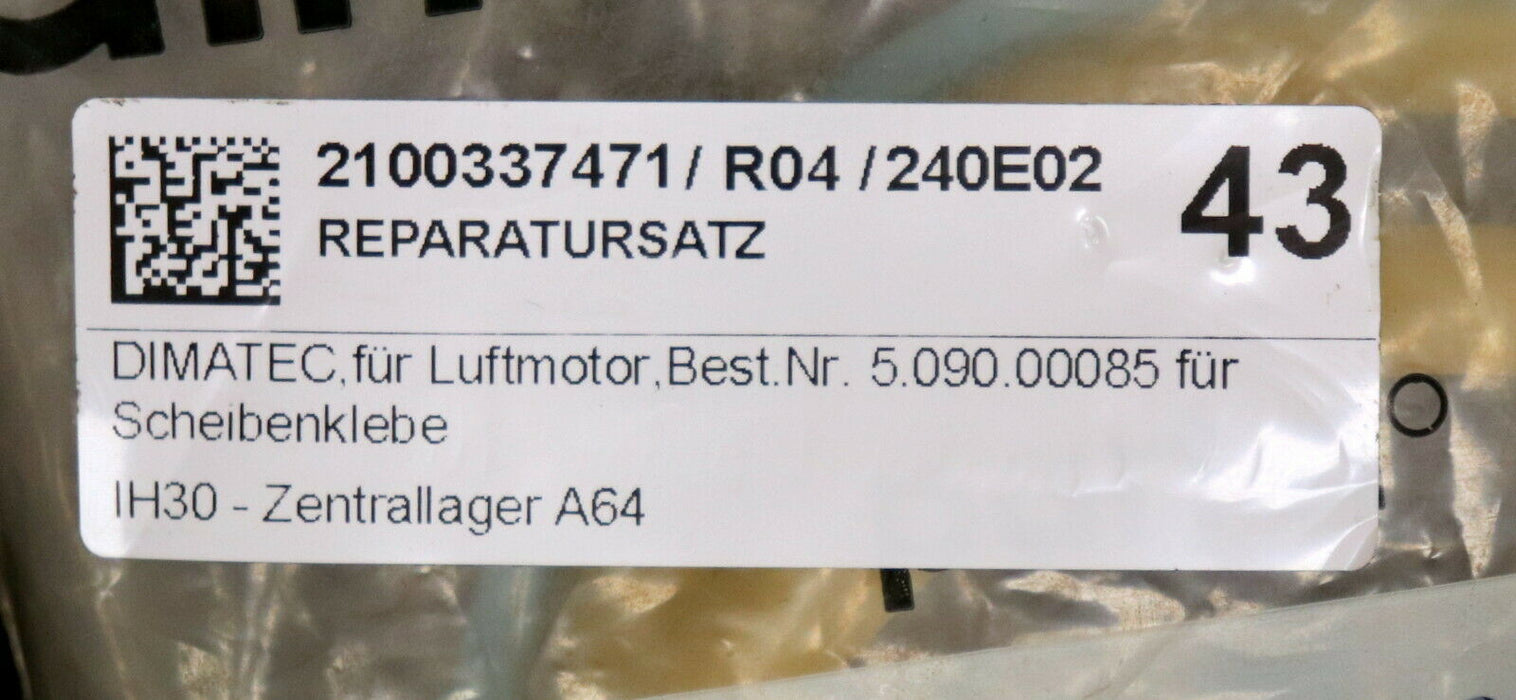 2100337471/ R04 /240E02
43
REPARATURSATZ
DIMATEC,für Luftmotor,Best.Nr. 5.090.00085 für
Scheibenklebe
IH30 - Zentrallager A64